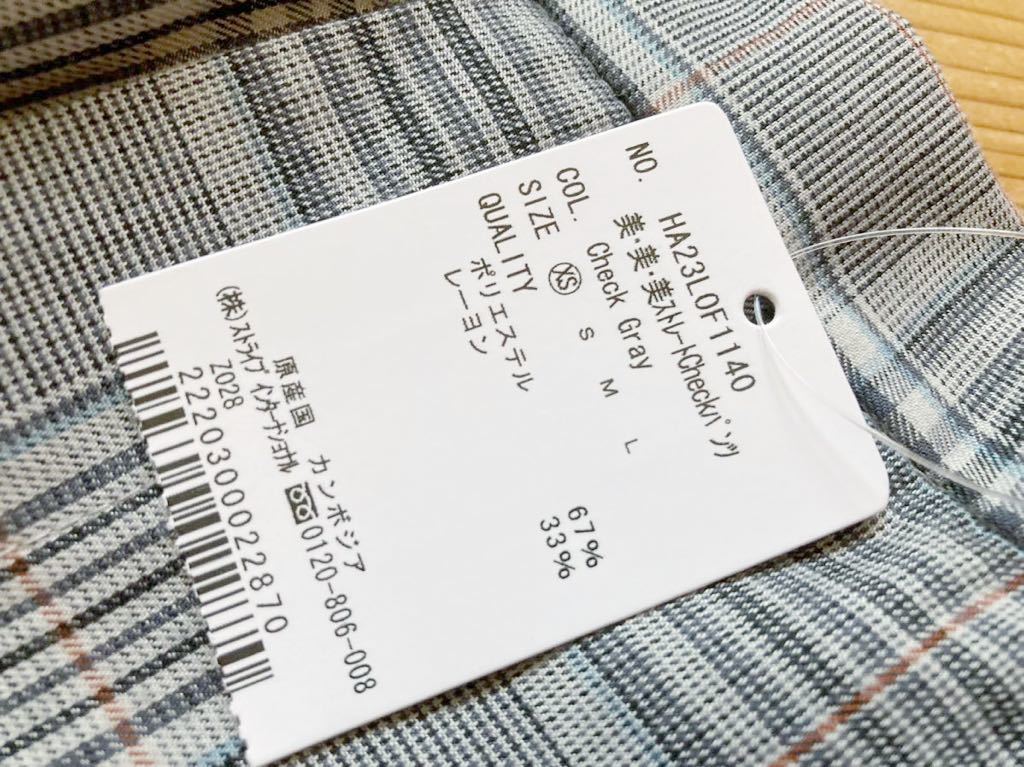 NO. HA23L0F1140
美・美・美ストレートCheckパンツ
COL. Check Gray
SIZE XS S M L
QUALITY
ポリエステル 67%
レーヨン 33%
原産国 カンボジア
(株)ストライプインターナショナル 0120-806-008
Z028
2220300022870